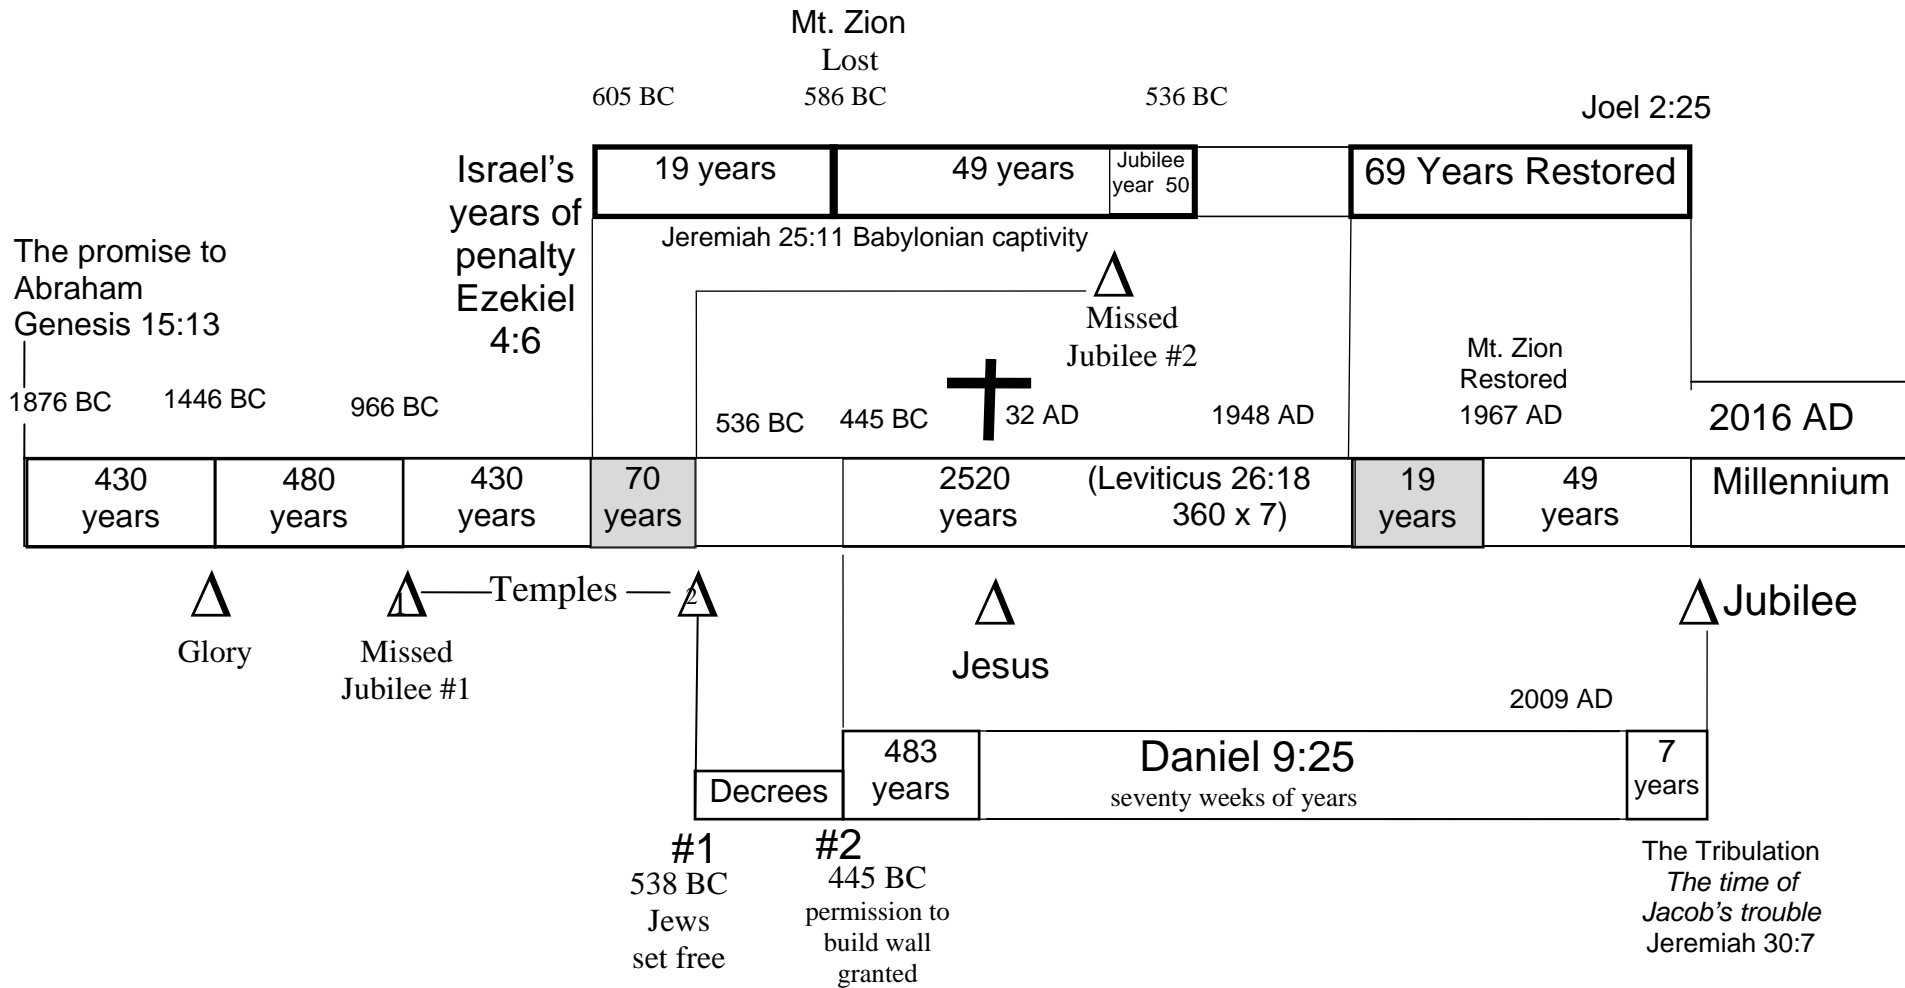 Mt. Zion
Lost
605 BC
586 BC
536 BC
Joel 2:25
Israel's
years of
penalty
Ezekiel
4:6
19 years
49 years
Jubilee
year 50
69 Years Restored
Jeremiah 25:11 Babylonian captivity
The promise to
Abraham
Genesis 15:13
Δ
Missed
Jubilee #2
Mt. Zion
Restored
1967 AD
1876 BC
1446 BC
966 BC
536 BC
445 BC
32 AD
1948 AD
2016 AD
430
years
480
years
430
years
70
years
2520
years
(Leviticus 26:18
360 x 7)
19
years
49
years
Millennium
Δ
Glory
Δ
1
Missed
Jubilee #1
Temples
Δ
2
Δ
Jesus
Δ Jubilee
2009 AD
Decrees
483
years
Daniel 9:25
seventy weeks of years
7
years
#1
538 BC
Jews
set free
#2
445 BC
permission to
build wall
granted
The Tribulation
The time of
Jacob's trouble
Jeremiah 30:7